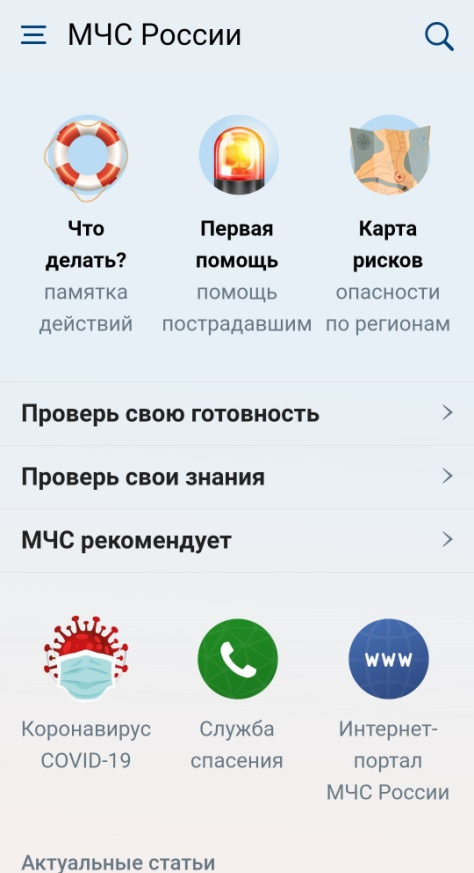 МЧС России
Что делать?
памятка действий
Первая помощь
помощь пострадавшим
Карта рисков
опасности по регионам
Проверь свою готовность
Проверь свои знания
МЧС рекомендует
Коронавирус
COVID-19
Служба
спасения
www
Интернет-
портал
МЧС России
Актуальные статьи